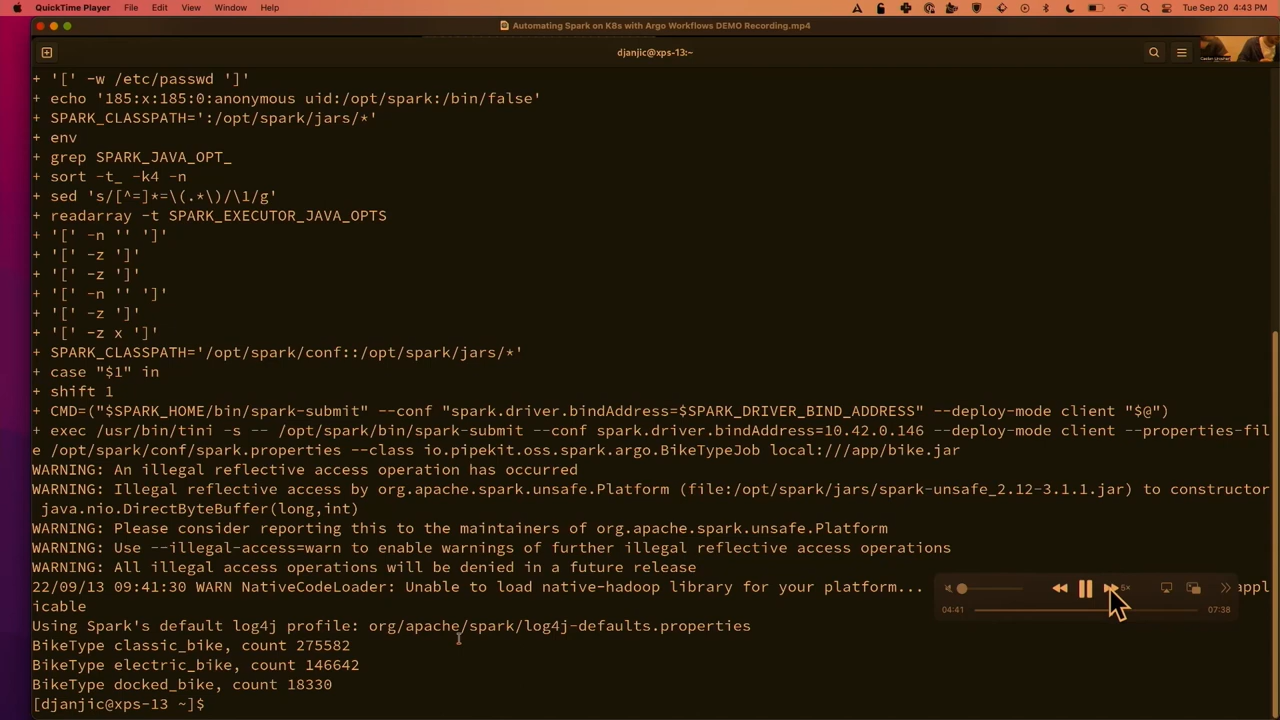 QuickTime Player File Edit View Window Help Tue Sep 20 4:43 PM
Automating Spark on K8s with Argo Workflows DEMO Recording.mp4
djanjic@xps-13:~
+ '[' -w /etc/passwd ']'
+ echo '185:x:185:0:anonymous uid:/opt/spark:/bin/false'
+ SPARK_CLASSPATH=':/opt/spark/jars/*'
+ env
+ grep SPARK_JAVA_OPT_
+ sort -t_ -k4 -n
+ sed 's/[^=]*=\(.*\)/\1/g'
+ readarray -t SPARK_EXECUTOR_JAVA_OPTS
+ '[' -n '' ']'
+ '[' -z ']'
+ '[' -z ']'
+ '[' -n '' ']'
+ '[' -z ']'
+ '[' -z x ']'
+ SPARK_CLASSPATH='/opt/spark/conf::/opt/spark/jars/*'
+ case "$1" in
+ shift 1
+ CMD=("$SPARK_HOME/bin/spark-submit" --conf "spark.driver.bindAddress=$SPARK_DRIVER_BIND_ADDRESS" --deploy-mode client "$@")
+ exec /usr/bin/tini -s -- /opt/spark/bin/spark-submit --conf spark.driver.bindAddress=10.42.0.146 --deploy-mode client --properties-fil
e /opt/spark/conf/spark.properties --class io.pipekit.oss.spark.argo.BikeTypeJob local:///app/bike.jar
WARNING: An illegal reflective access operation has occurred
WARNING: Illegal reflective access by org.apache.spark.unsafe.Platform (file:/opt/spark/jars/spark-unsafe_2.12-3.1.1.jar) to constructor
java.nio.DirectByteBuffer(long,int)
WARNING: Please consider reporting this to the maintainers of org.apache.spark.unsafe.Platform
WARNING: Use --illegal-access=warn to enable warnings of further illegal reflective access operations
WARNING: All illegal access operations will be denied in a future release
22/09/13 09:41:30 WARN NativeCodeLoader: Unable to load native-hadoop library for your platform... appl
icable
5×
04:41 07:38
Using Spark's default log4j profile: org/apache/spark/log4j-defaults.properties
BikeType classic_bike, count 275582
BikeType electric_bike, count 146642
BikeType docked_bike, count 18330
[djanjic@xps-13 ~]$